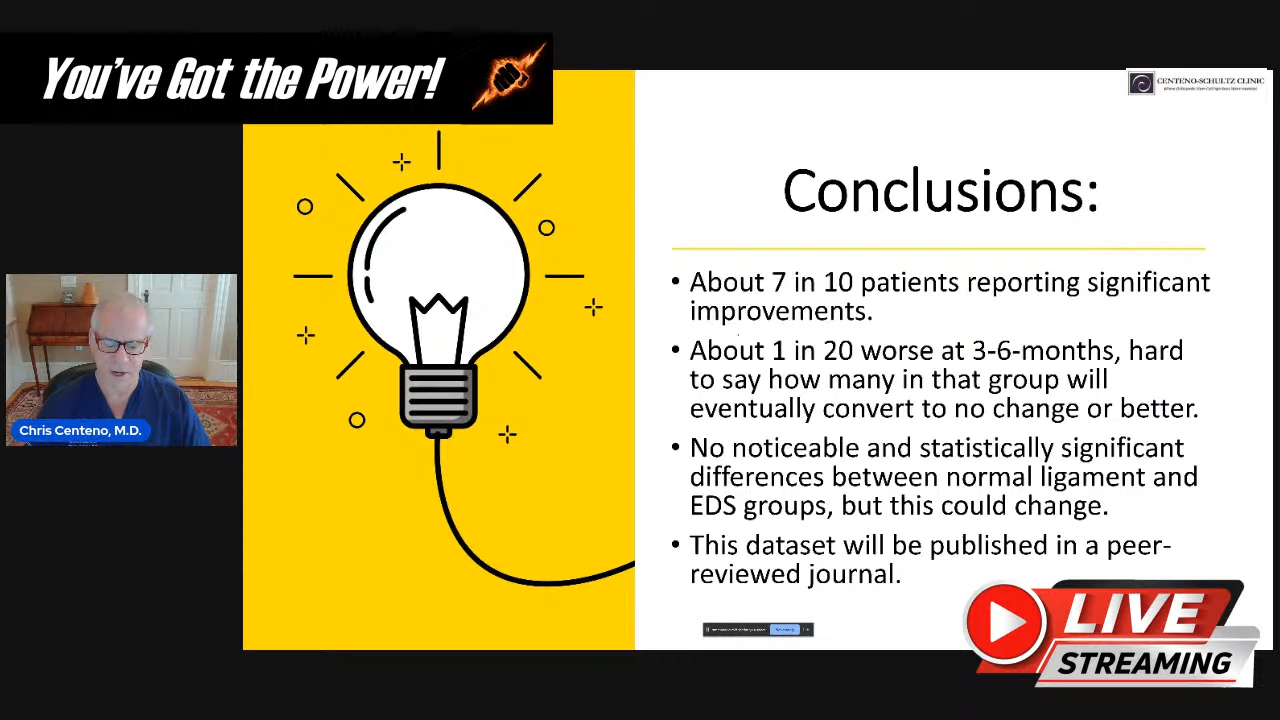 You've Got the Power!
CENTENO-SCHULTZ CLINIC
Conclusions:
• About 7 in 10 patients reporting significant
improvements.
• About 1 in 20 worse at 3-6-months, hard
to say how many in that group will
eventually convert to no change or better.
• No noticeable and statistically significant
differences between normal ligament and
EDS groups, but this could change.
• This dataset will be published in a peer-
reviewed journal.
Chris Centeno, M.D.
LIVE
STREAMING